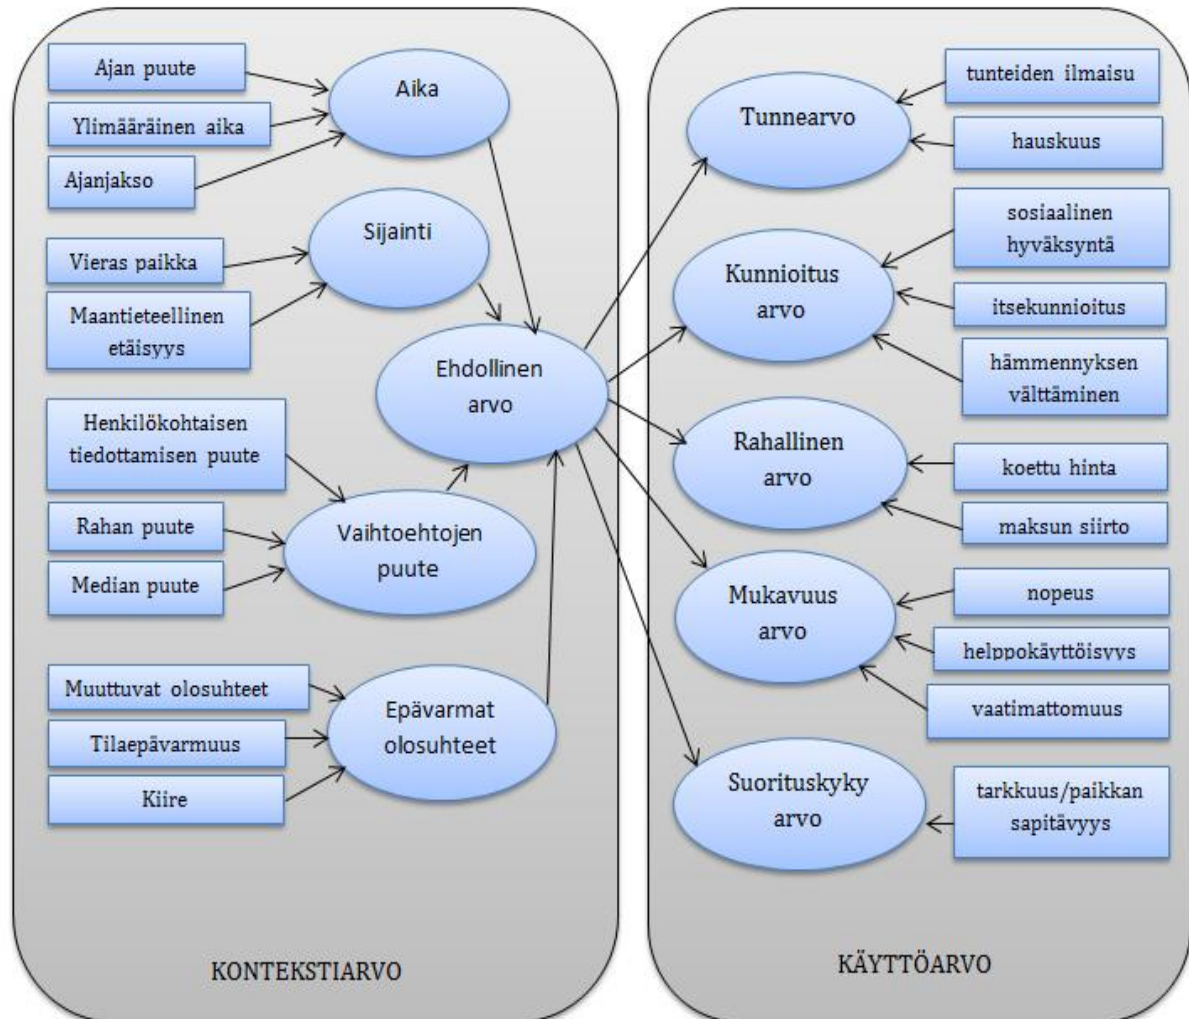 Ajan puute
Ylimääräinen aika
Ajanjakso
Aika
Vieras paikka
Maantieteellinen
etäisyys
Sijainti
Ehdollinen
arvo
Henkilökohtaisen
tiedottamisen puute
Rahan puute
Median puute
Vaihtoehtojen
puute
Muuttuvat olosuhteet
Tilaepävarmuus
Kiire
Epävarmat
olosuhteet
KONTEKSTIARVO
Tunnearvo
tunteiden ilmaisu
hauskuus
Kunnioitus
arvo
sosiaalinen
hyväksyntä
itsekunnioitus
hämmennyksen
välttäminen
Rahallinen
arvo
koettu hinta
maksun siirto
Mukavuus
arvo
nopeus
helppokäyttöisyys
vaatimattomuus
Suorituskyky
arvo
tarkkuus/paikkan
sapitävyys
KÄYTTÖARVO